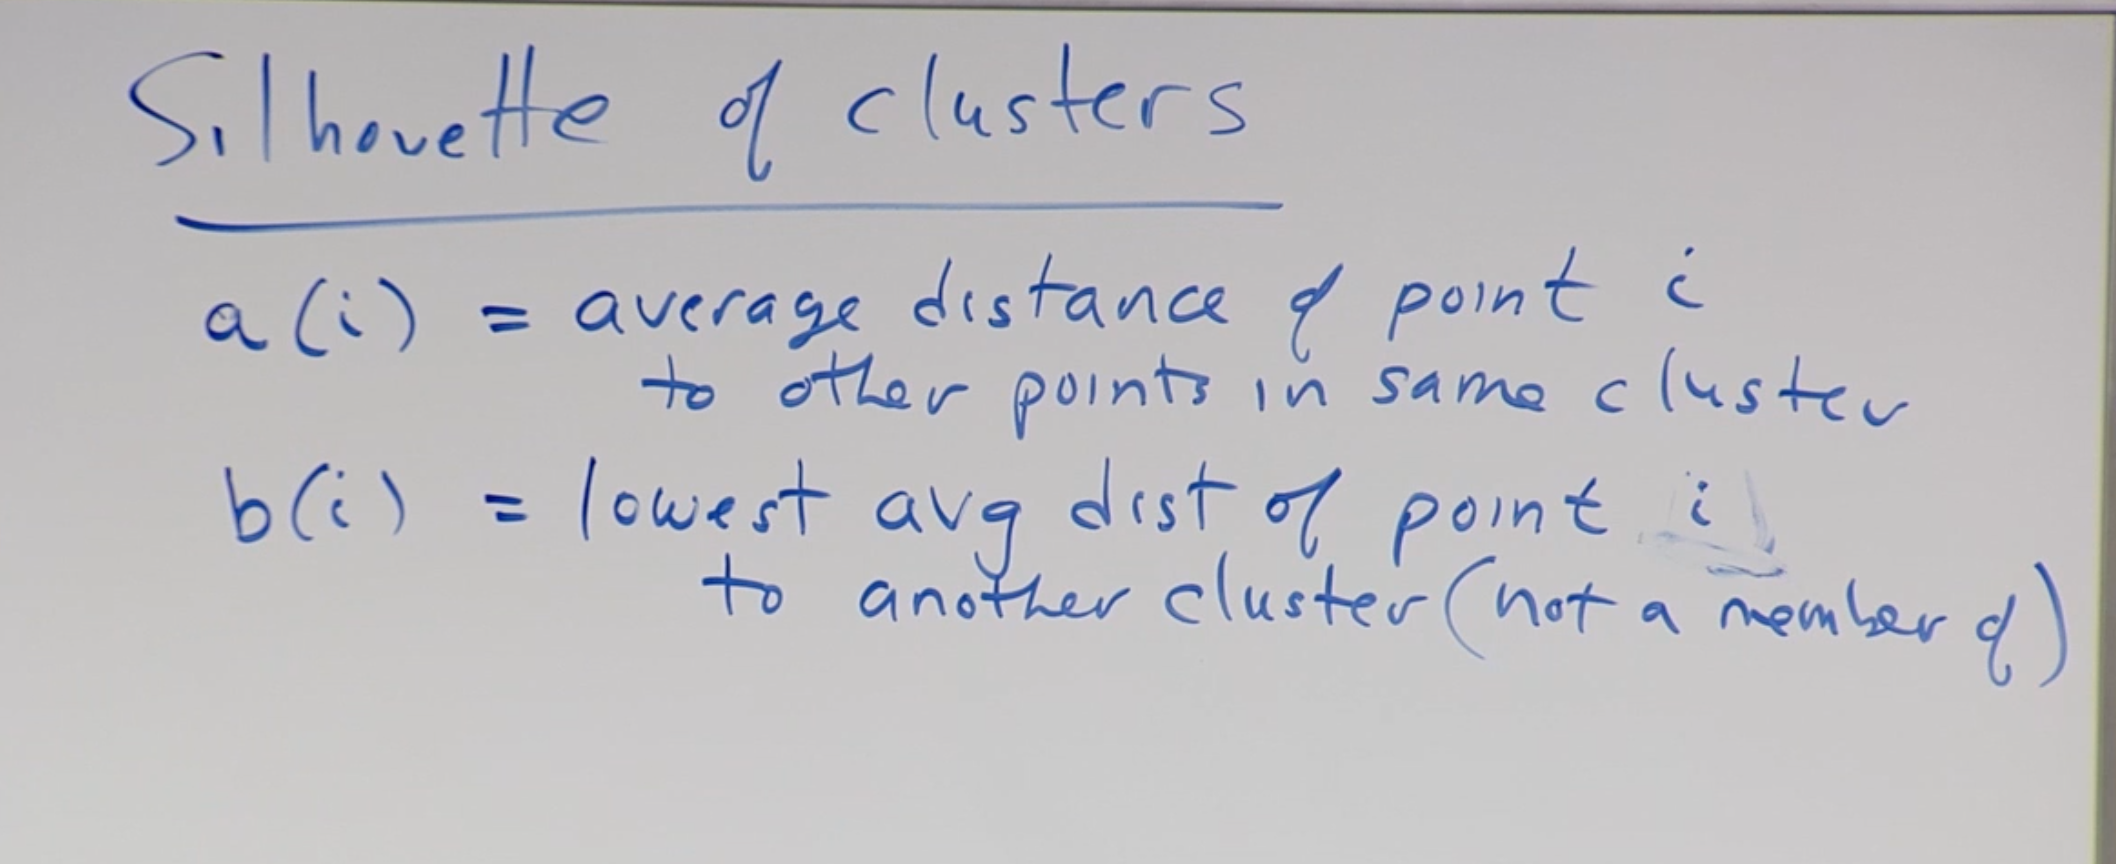 Silhouette of clusters
a(i) = average distance of point i
to other points in same cluster
b(i) = lowest avg dist of point i
to another cluster (not a member of)